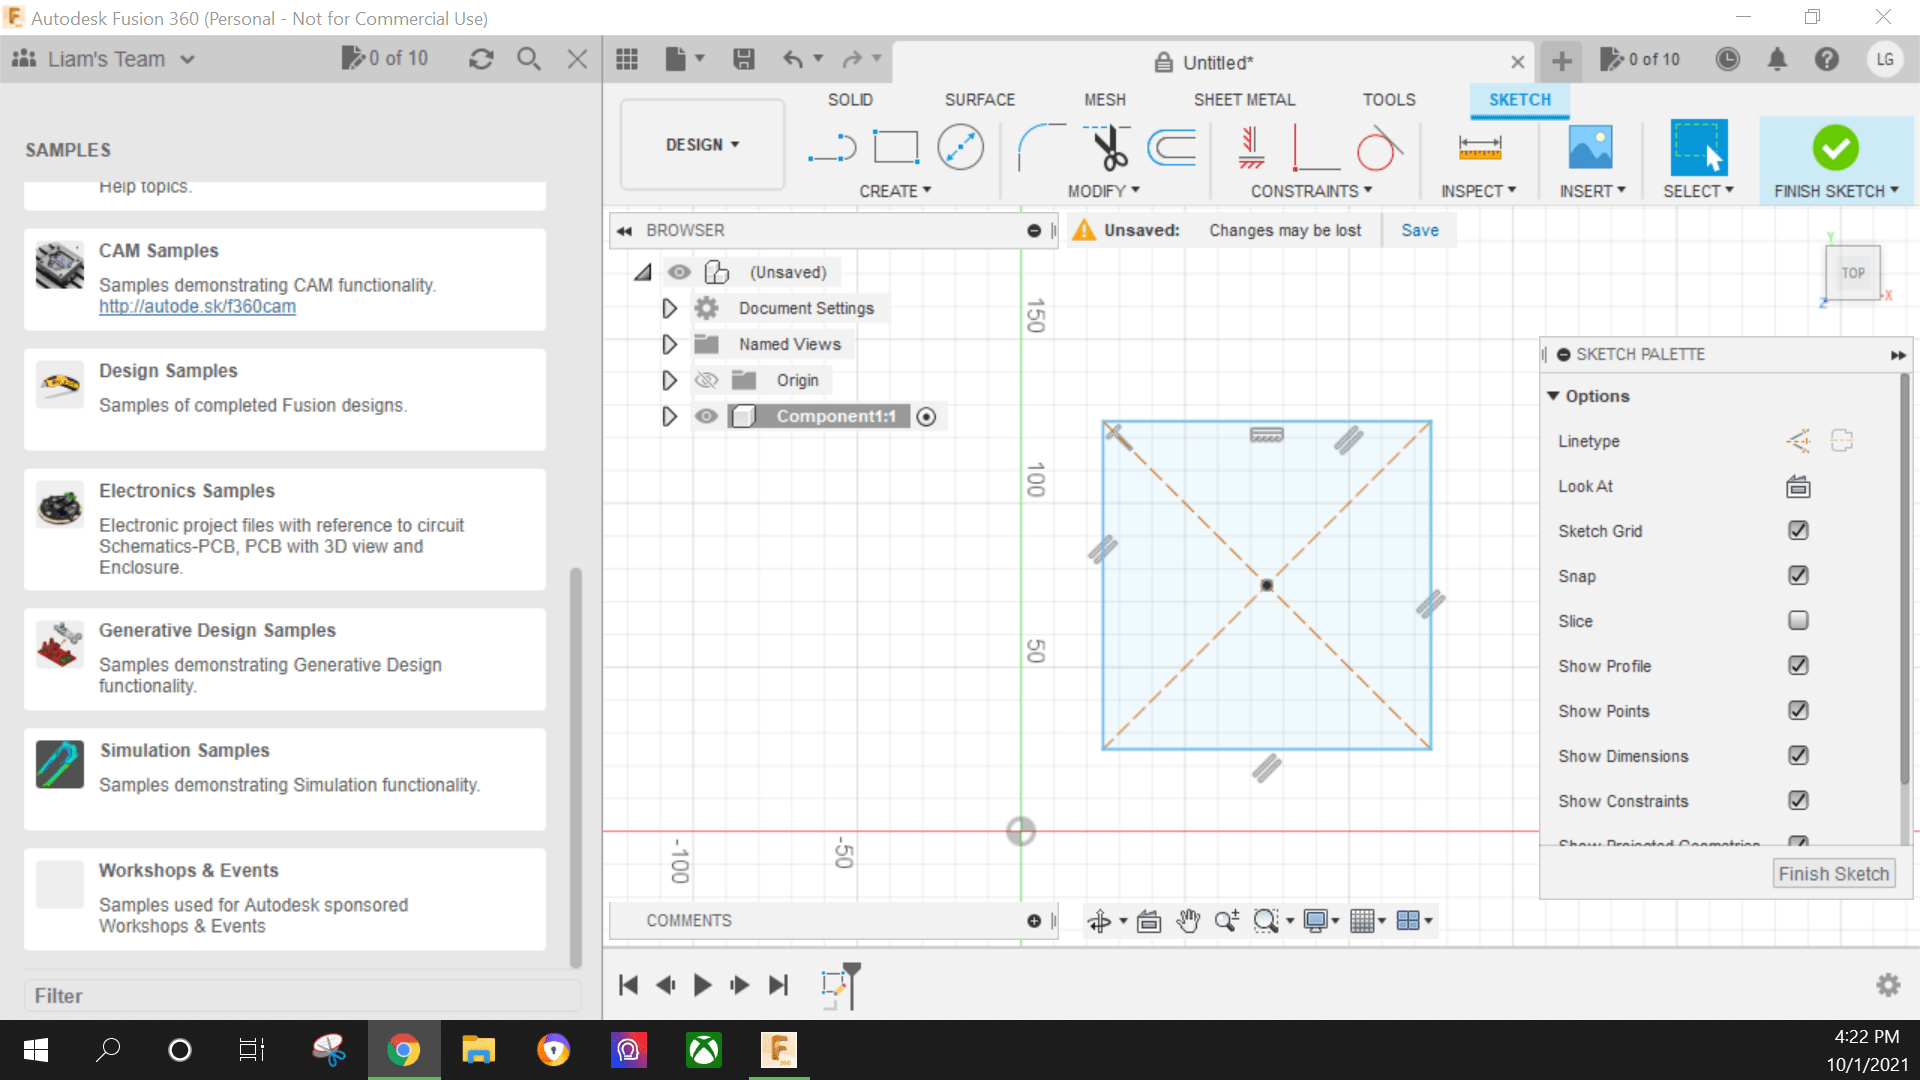 Autodesk Fusion 360 (Personal - Not for Commercial Use)
Liam's Team
0 of 10
Untitled*
0 of 10
LG
SAMPLES
Help topics.
CAM Samples
Samples demonstrating CAM functionality.
http://autode.sk/f360cam
Design Samples
Samples of completed Fusion designs.
Electronics Samples
Electronic project files with reference to circuit
Schematics-PCB, PCB with 3D view and
Enclosure.
Generative Design Samples
Samples demonstrating Generative Design
functionality.
Simulation Samples
Samples demonstrating Simulation functionality.
Workshops & Events
Samples used for Autodesk sponsored
Workshops & Events
Filter
SOLID SURFACE MESH SHEET METAL TOOLS SKETCH
DESIGN
CREATE MODIFY CONSTRAINTS INSPECT INSERT SELECT FINISH SKETCH
BROWSER
Unsaved: Changes may be lost Save
(Unsaved)
Document Settings
Named Views
Origin
Component1:1
150
100
50
-100
-50
Y
TOP
X
Z
SKETCH PALETTE
Options
Linetype
Look At
Sketch Grid
Snap
Slice
Show Profile
Show Points
Show Dimensions
Show Constraints
Show Projected Geometries
Finish Sketch
COMMENTS
F
360
4:22 PM
10/1/2021